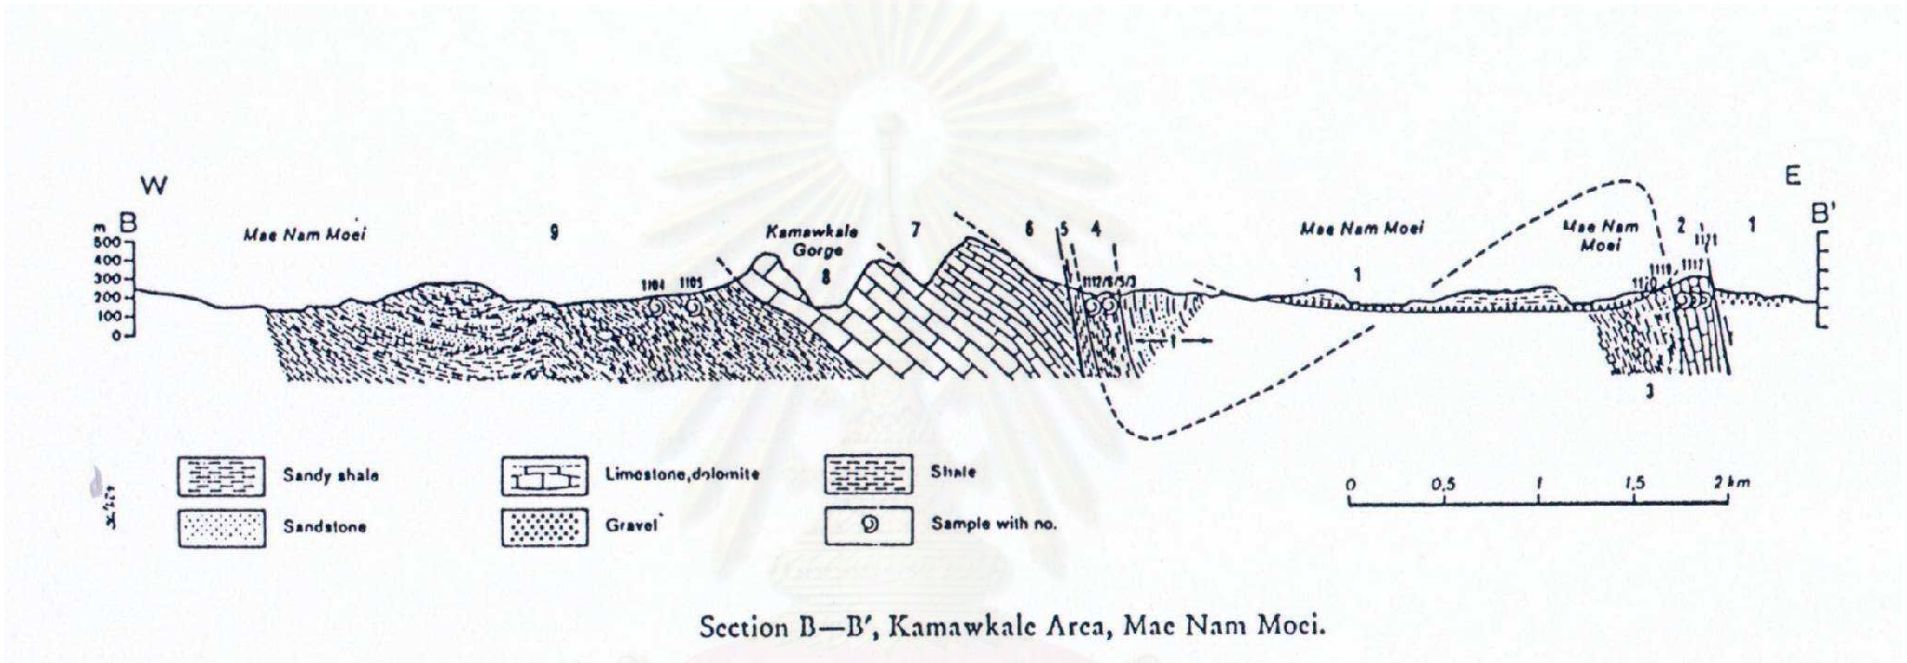 W
E
B
B'
m
500
400
300
200
100
0
Mae Nam Moei
9
Kamawkale
Gorge
8
7
6
5
4
Mae Nam Moei
1
Mae Nam
Moei
2
1
3
1104
1105
1
Sandy shale
Limestone, dolomite
Shale
Sandstone
Gravel
Sample with no.
0 0,5 1 1,5 2 km
Section B—B', Kamawkale Area, Mae Nam Moei.